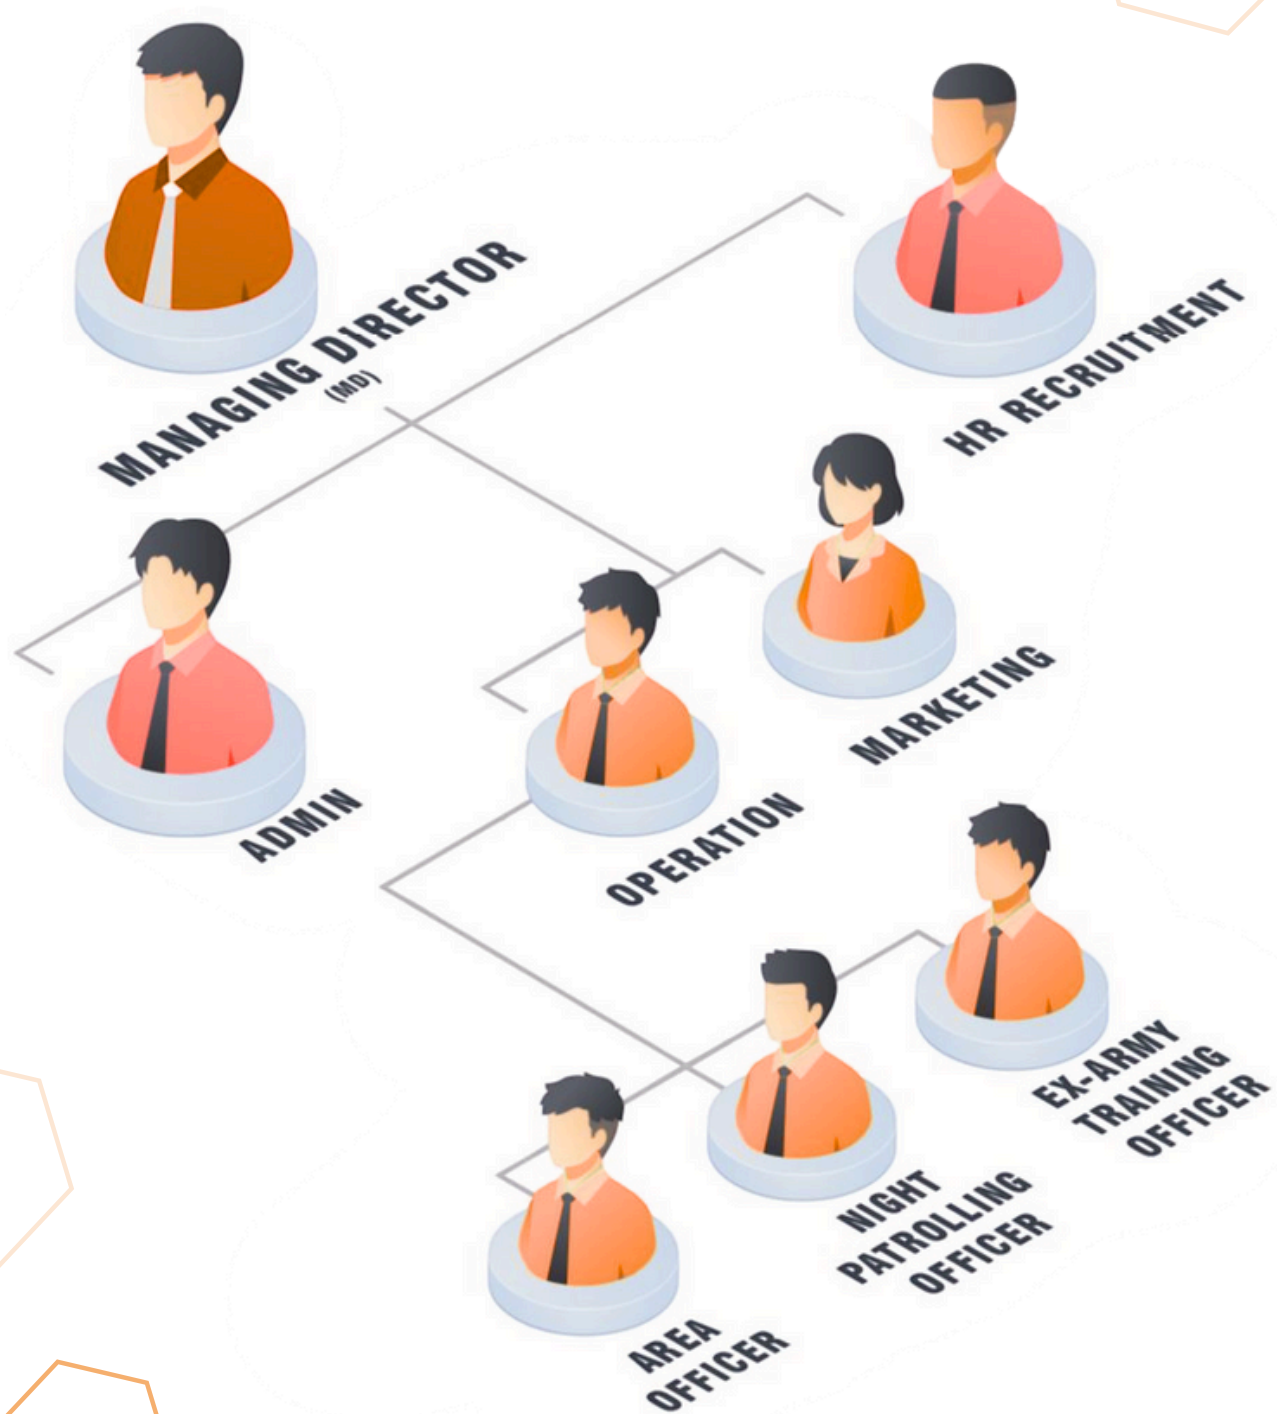 MANAGING DIRECTOR
(MD)
HR RECRUITMENT
MARKETING
ADMIN
OPERATION
EX-ARMY
TRAINING
OFFICER
NIGHT
PATROLLING
OFFICER
AREA
OFFICER